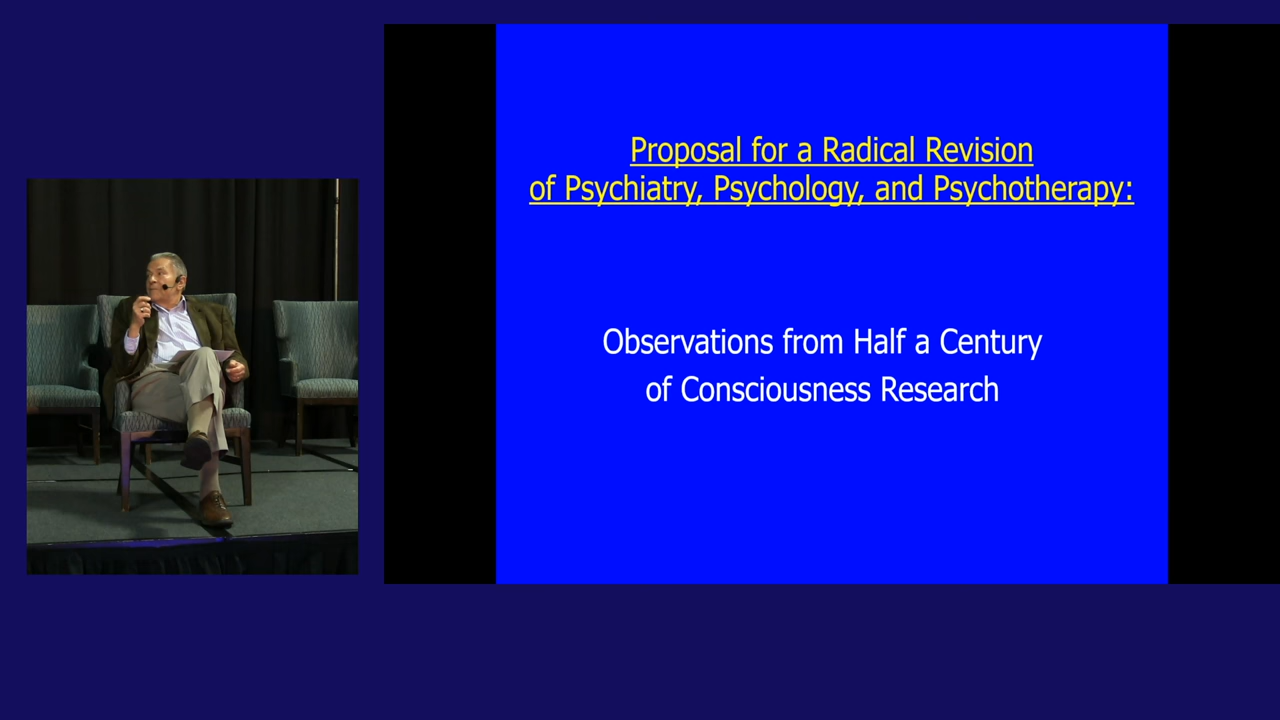 Proposal for a Radical Revision
of Psychiatry, Psychology, and Psychotherapy:
Observations from Half a Century
of Consciousness Research